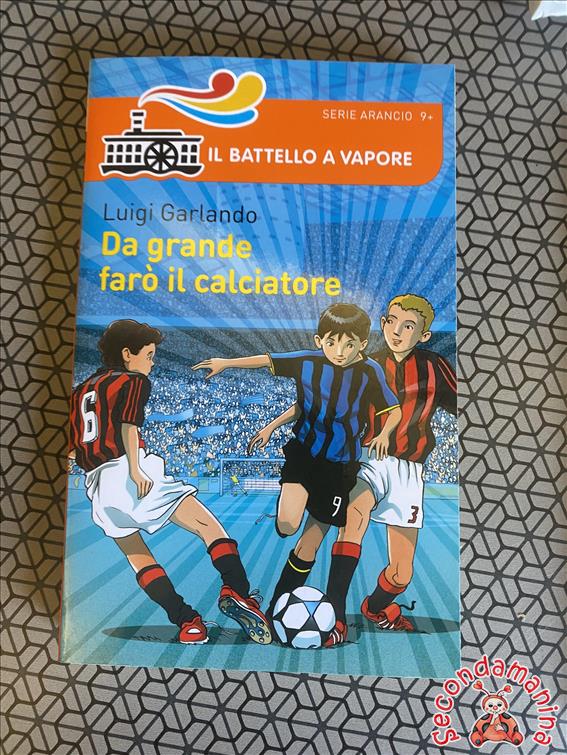 SERIE ARANCIO 9+
IL BATTELLO A VAPORE
Luigi Garlando
Da grande
farò il calciatore
6
9
3
Secondamanina